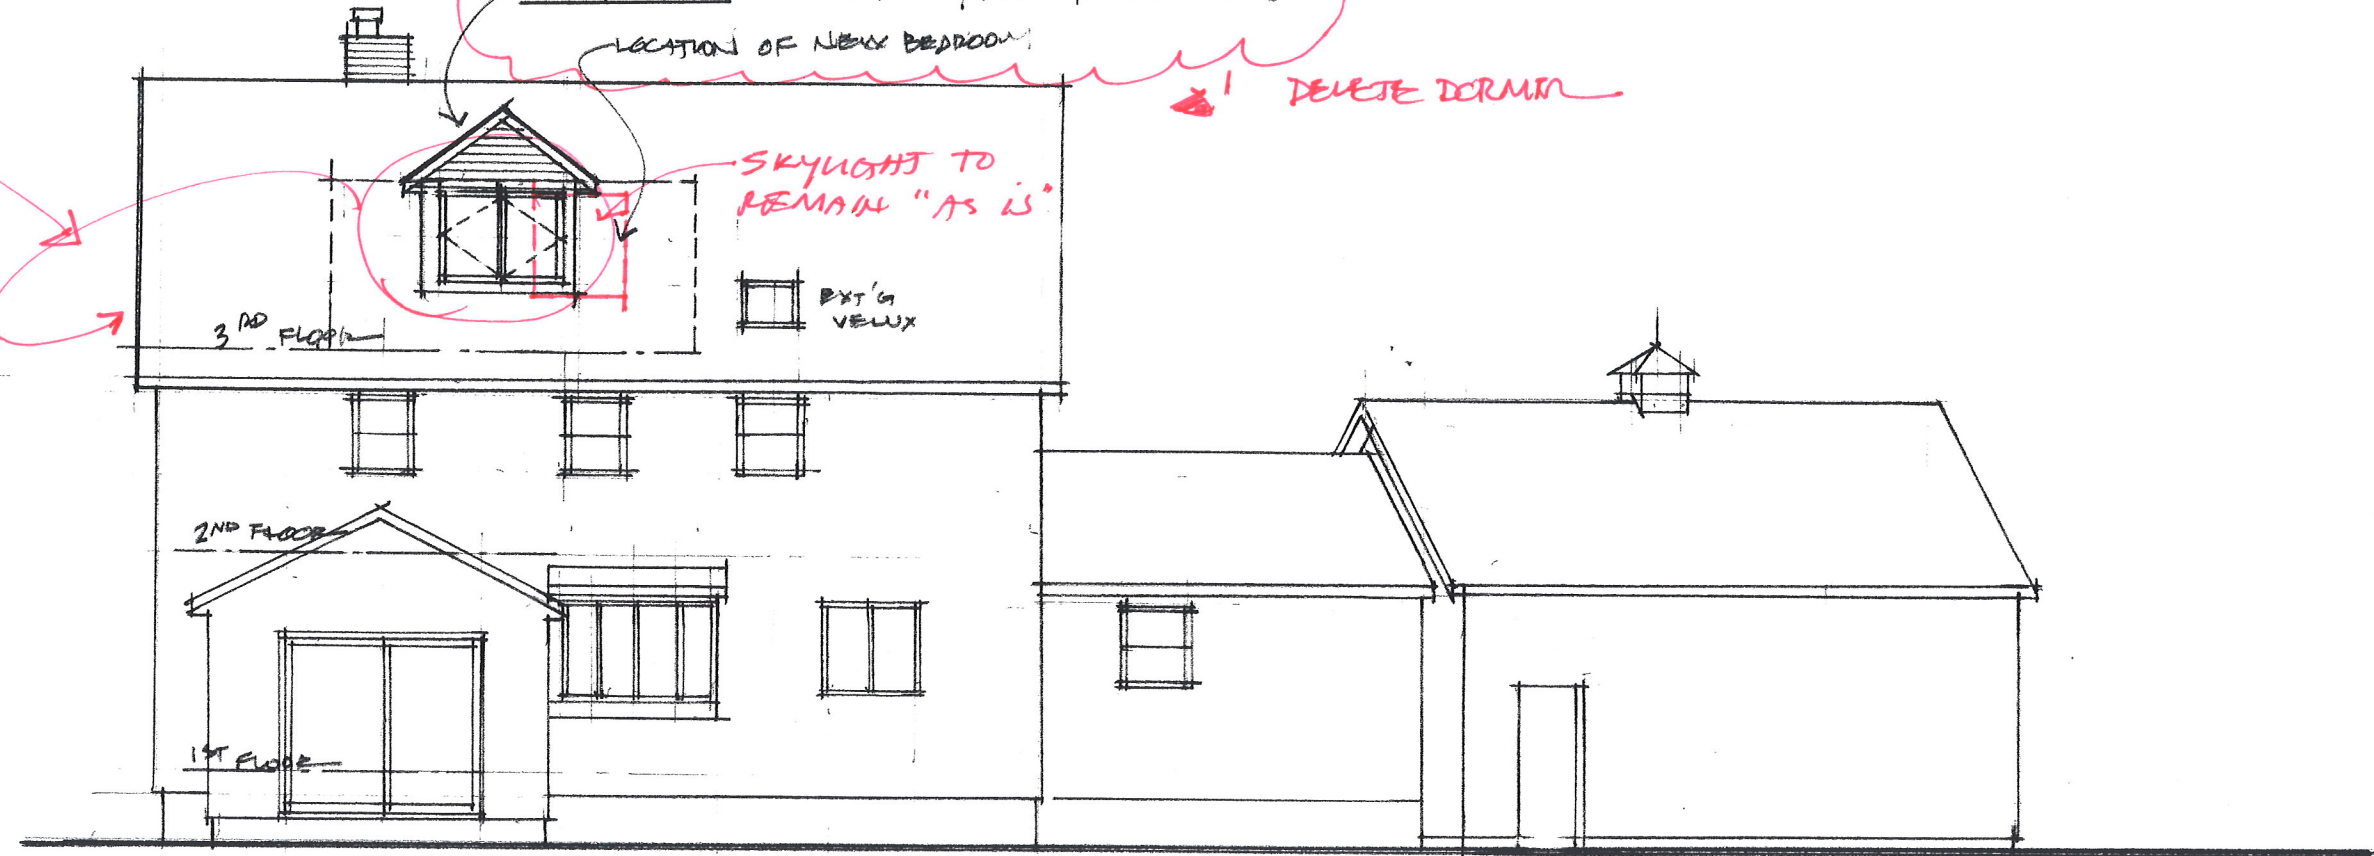 LOCATION OF NEW BEDROOM
1 DELETE DORMER
SKYLIGHT TO
REMAIN "AS IS"
EXT'G
VELUX
3RD FLOOR
2ND FLOOR
1ST FLOOR